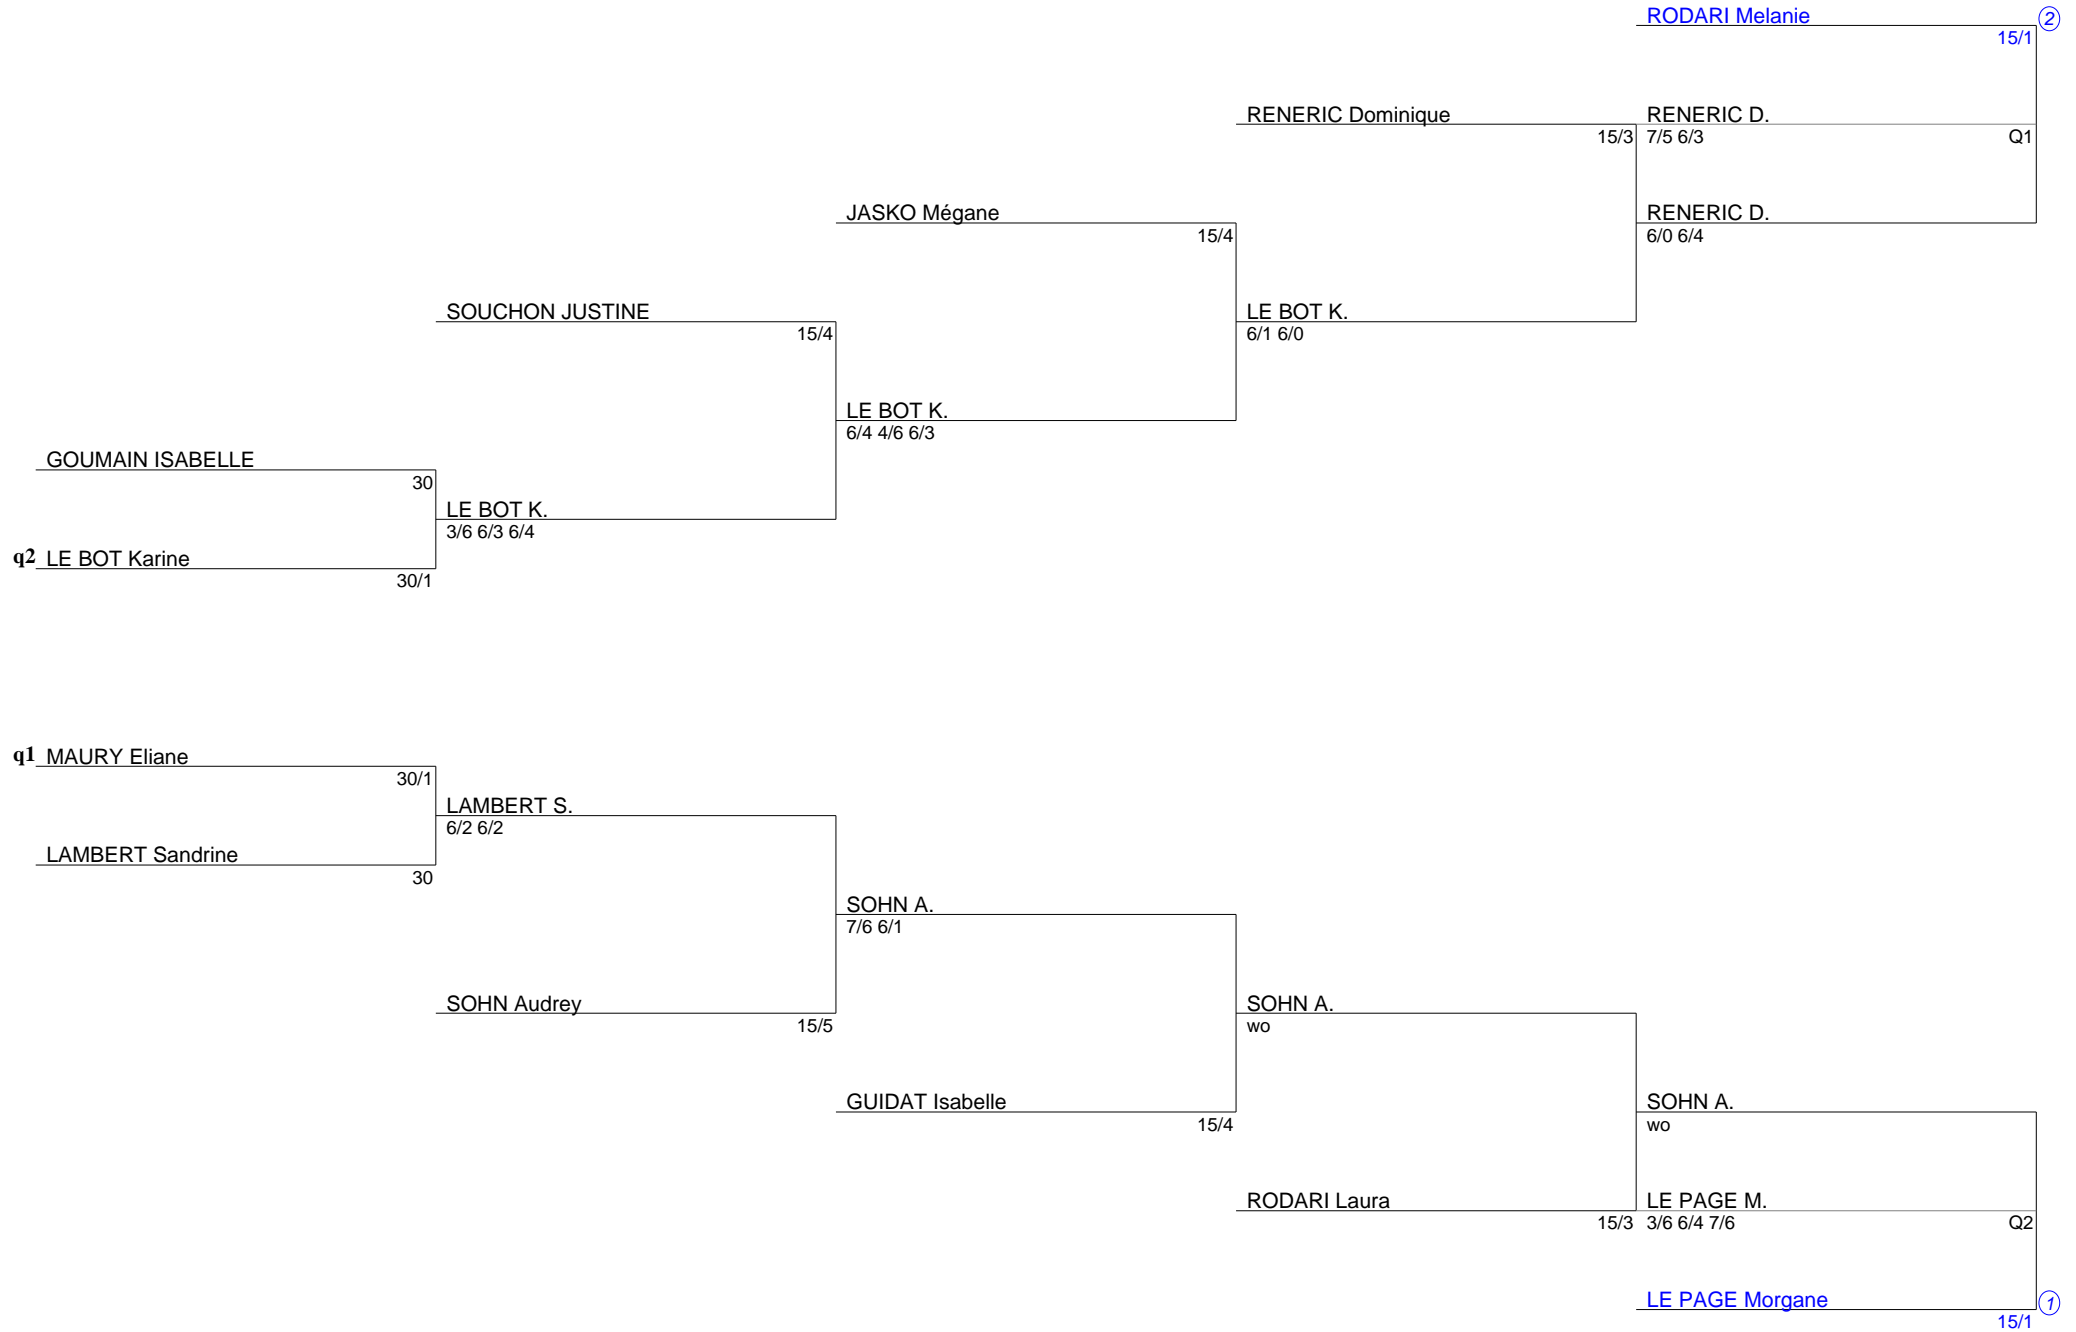 RODARI Melanie 2
15/1
RENERIC Dominique RENERIC D.
15/3 7/5 6/3 Q1
JASKO Mégane RENERIC D.
15/4 6/0 6/4
SOUCHON JUSTINE LE BOT K.
15/4 6/1 6/0
LE BOT K.
6/4 4/6 6/3
GOUMAIN ISABELLE
30
LE BOT K.
3/6 6/3 6/4
q2 LE BOT Karine
30/1
q1 MAURY Eliane
30/1
LAMBERT S.
6/2 6/2
LAMBERT Sandrine
30
SOHN A.
7/6 6/1
SOHN Audrey SOHN A.
15/5 wo
GUIDAT Isabelle SOHN A.
15/4 wo
RODARI Laura LE PAGE M.
15/3 3/6 6/4 7/6 Q2
LE PAGE Morgane 1
15/1